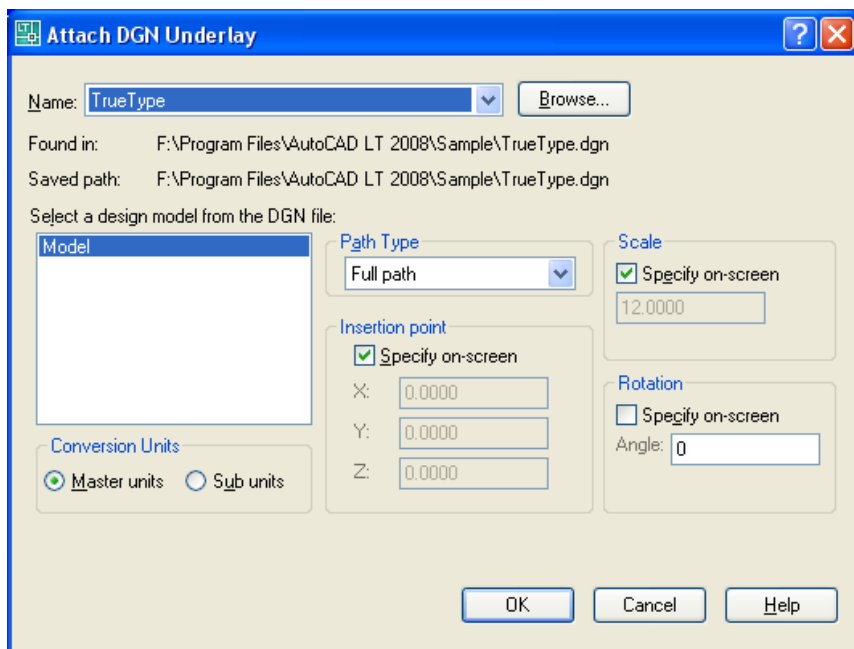 LT
Attach DGN Underlay
Name: TrueType Browse...
Found in: F:\Program Files\AutoCAD LT 2008\Sample\TrueType.dgn
Saved path: F:\Program Files\AutoCAD LT 2008\Sample\TrueType.dgn
Select a design model from the DGN file:
Model
Path Type
Full path
Scale
Specify on-screen
12.0000
Insertion point
Specify on-screen
X: 0.0000
Y: 0.0000
Z: 0.0000
Rotation
Specify on-screen
Angle: 0
Conversion Units
Master units Sub units
OK Cancel Help